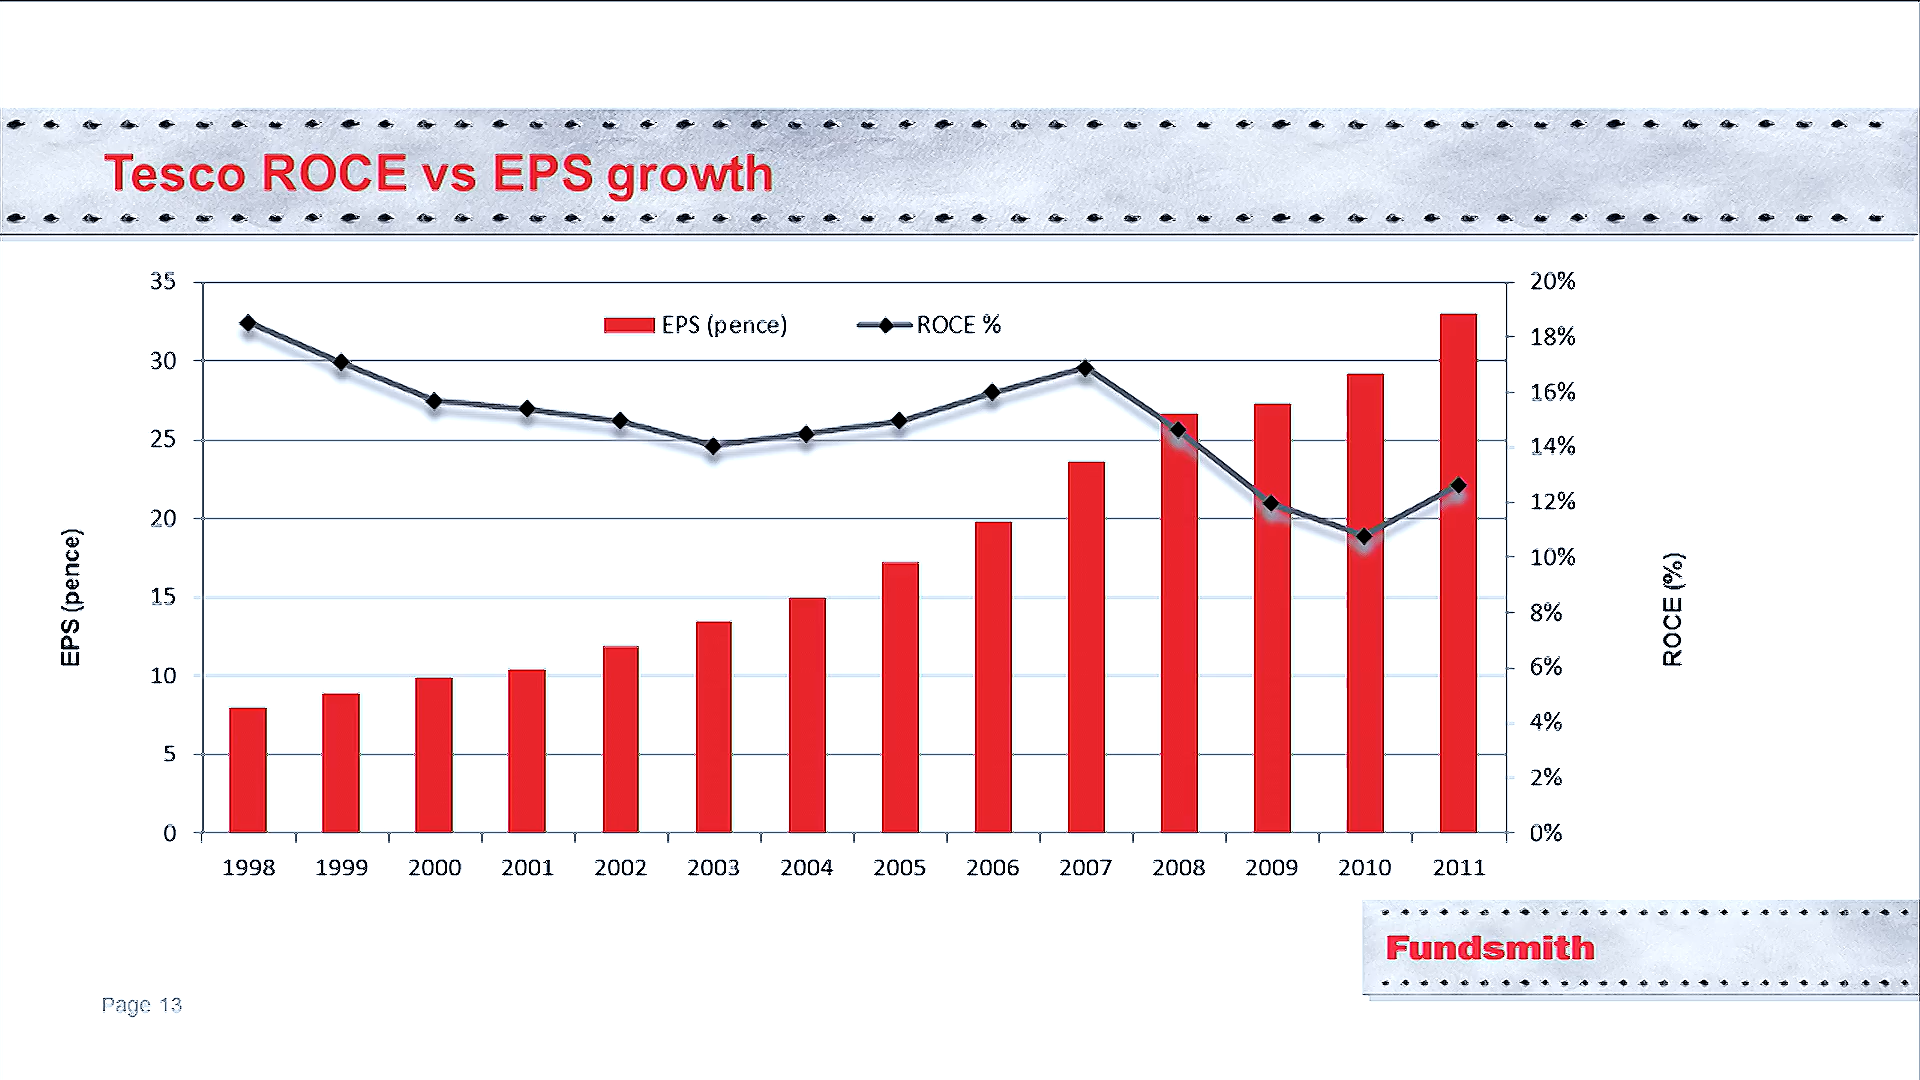 Tesco ROCE vs EPS growth
EPS (pence)
ROCE %
35
30
25
20
15
10
5
0
EPS (pence)
20%
18%
16%
14%
12%
10%
8%
6%
4%
2%
0%
ROCE (%)
1998 1999 2000 2001 2002 2003 2004 2005 2006 2007 2008 2009 2010 2011
Fundsmith
Page 13